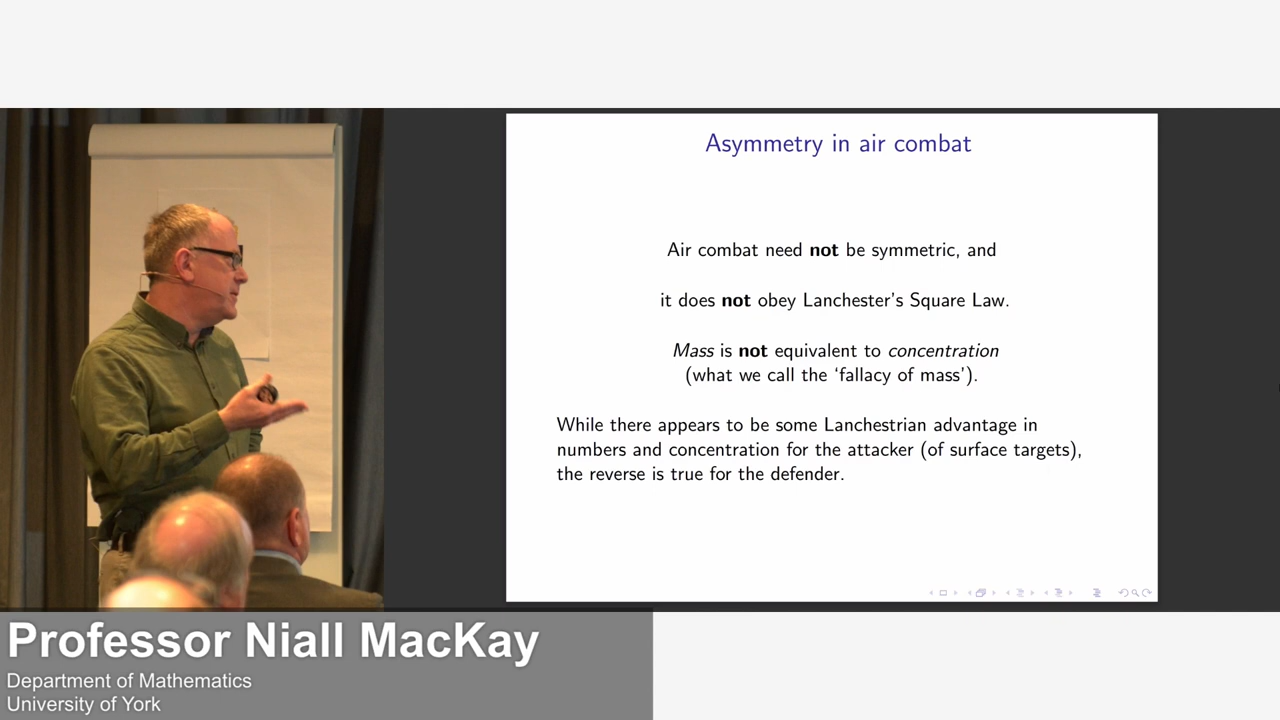 Asymmetry in air combat
Air combat need not be symmetric, and
it does not obey Lanchester's Square Law.
Mass is not equivalent to concentration
(what we call the ‘fallacy of mass’).
While there appears to be some Lanchestrian advantage in
numbers and concentration for the attacker (of surface targets),
the reverse is true for the defender.
Professor Niall MacKay
Department of Mathematics
University of York